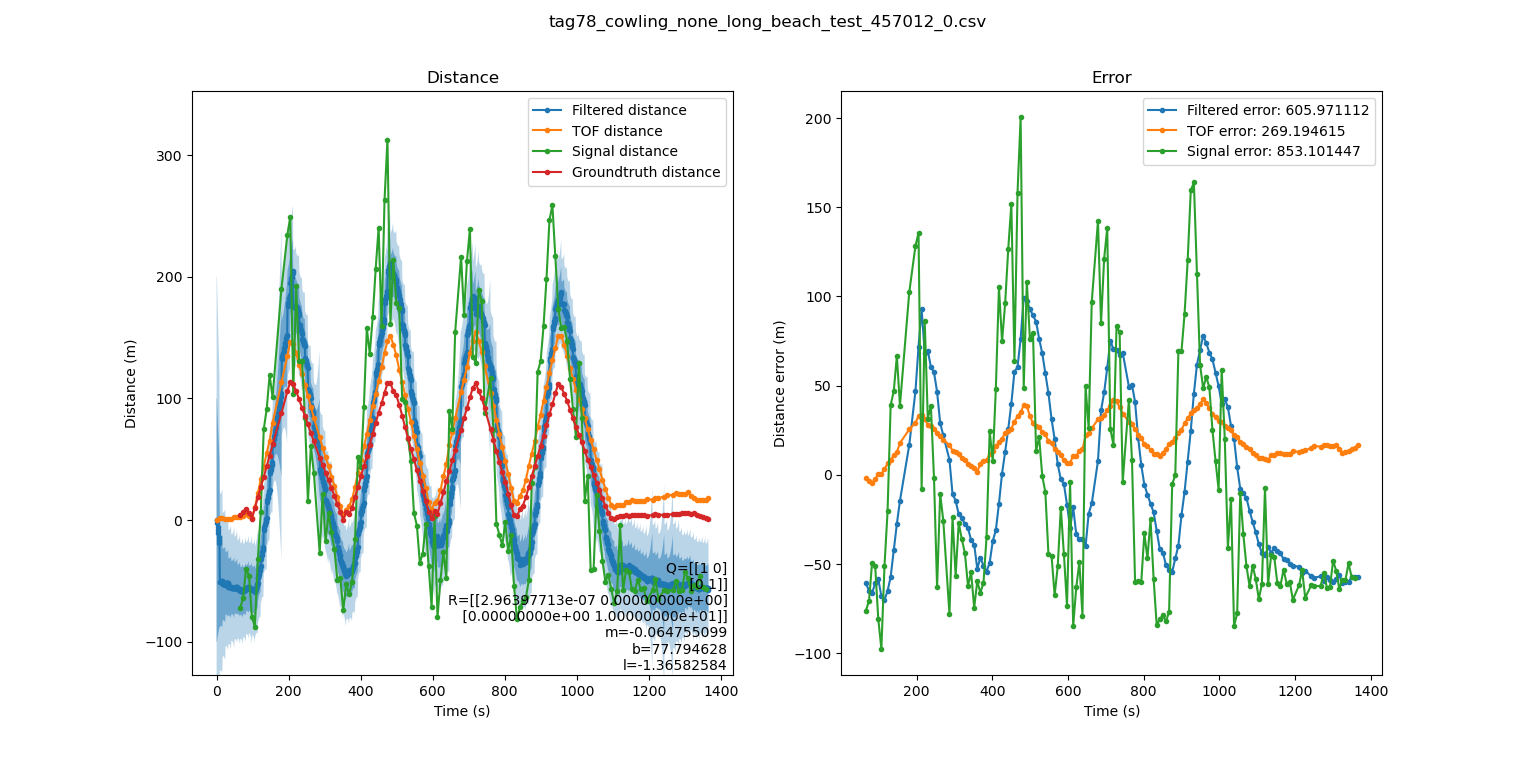 tag78_cowling_none_long_beach_test_457012_0.csv
Distance
Error
Filtered distance
TOF distance
Signal distance
Groundtruth distance
Filtered error: 605.971112
TOF error: 269.194615
Signal error: 853.101447
Distance (m)
300
200
100
0
−100
Q=[[1 0]
[0 1]]
R=[[2.96397713e-07 0.00000000e+00]
[0.00000000e+00 1.00000000e+01]]
m=-0.064755099
b=77.794628
l=-1.36582584
0 200 400 600 800 1000 1200 1400
Time (s)
Distance error (m)
200
150
100
50
0
−50
−100
200 400 600 800 1000 1200 1400
Time (s)